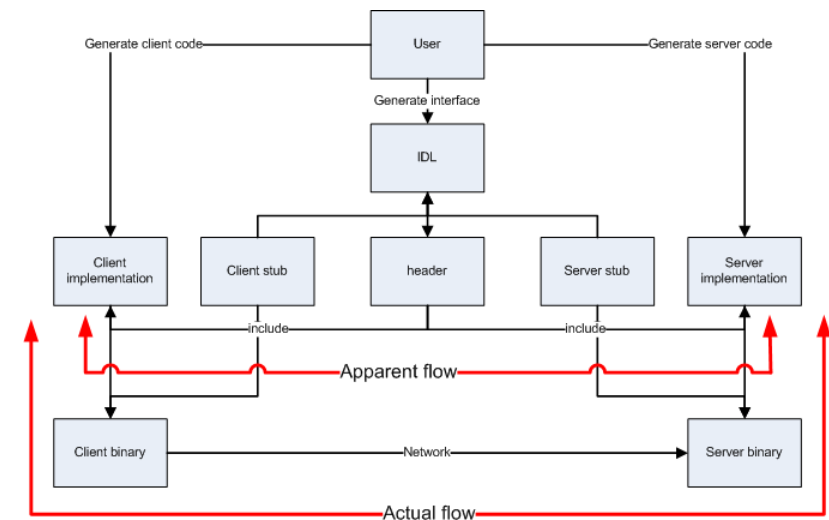 User
Generate client code
Generate server code
Generate interface
IDL
Client
implementation
Client stub
header
Server stub
Server
implementation
include
include
Apparent flow
Client binary
Network
Server binary
Actual flow